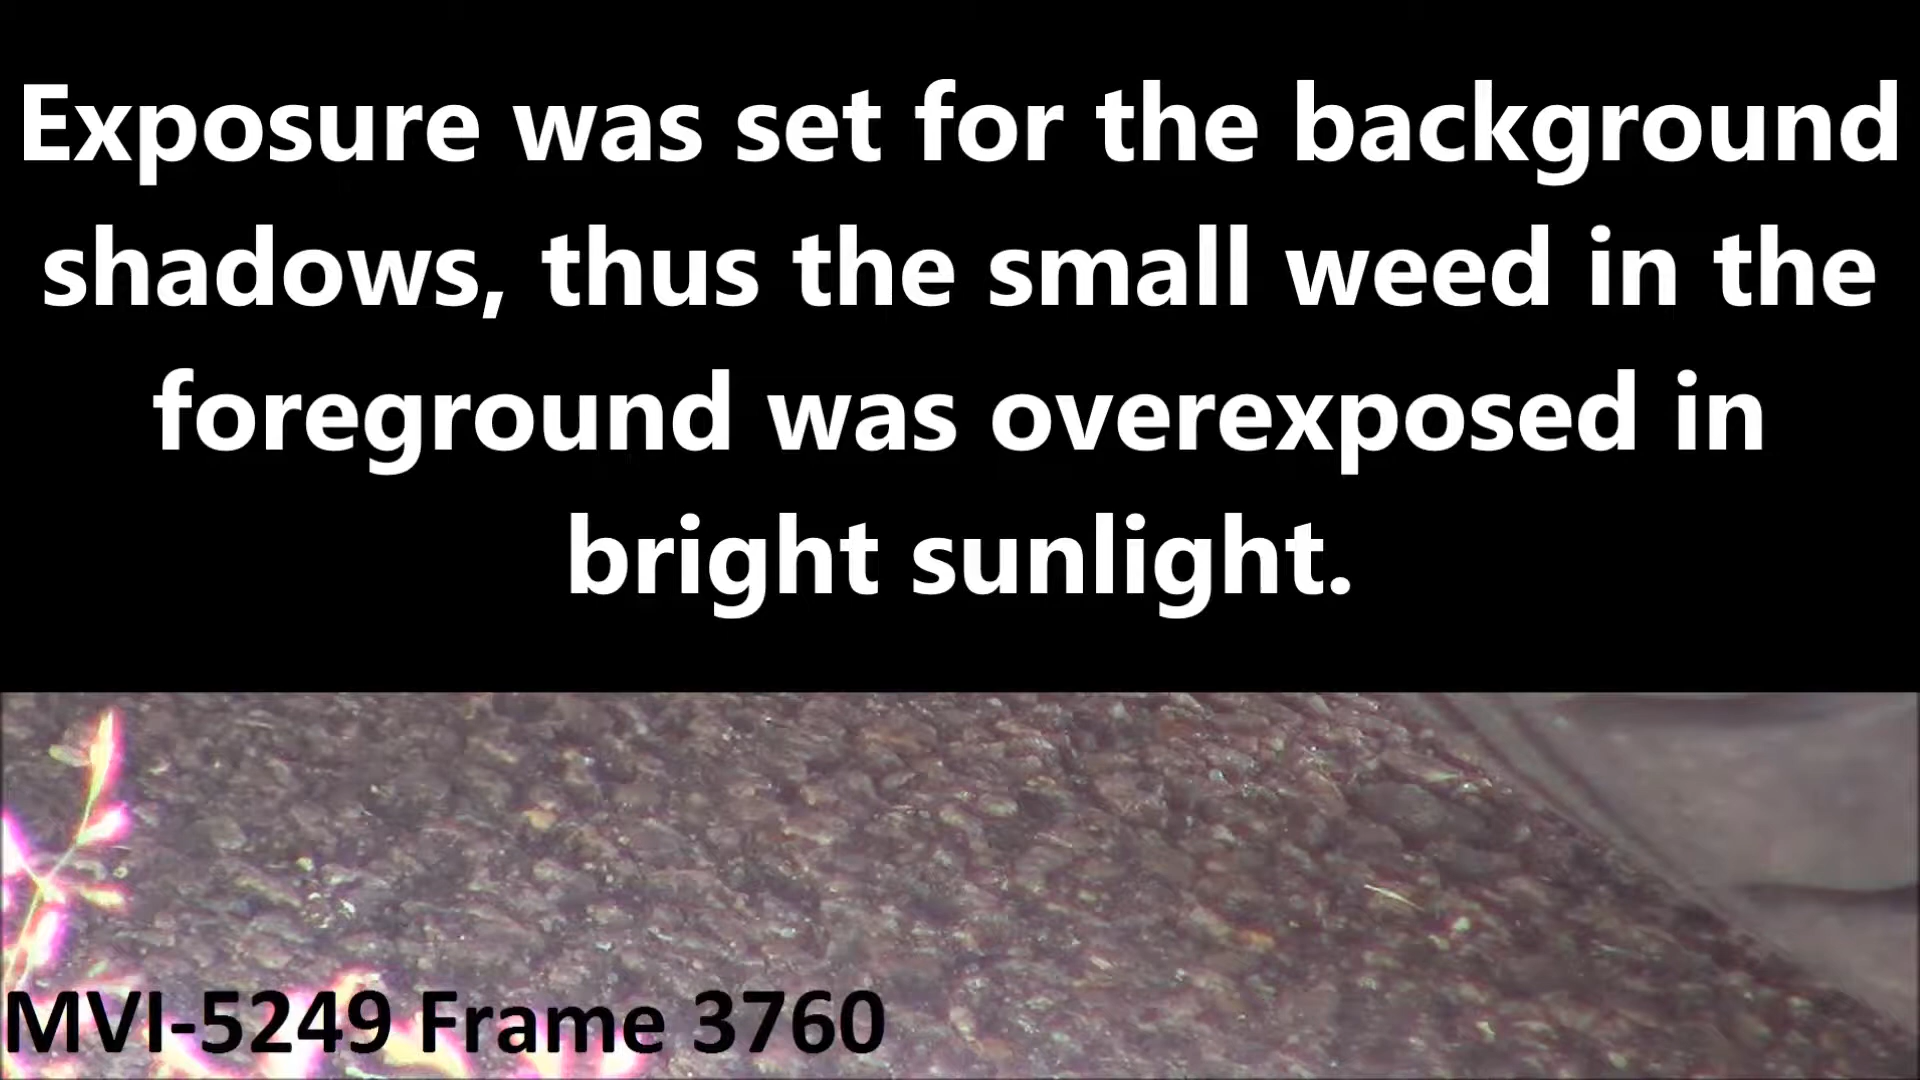 Exposure was set for the background
shadows, thus the small weed in the
foreground was overexposed in
bright sunlight.
MVI-5249 Frame 3760